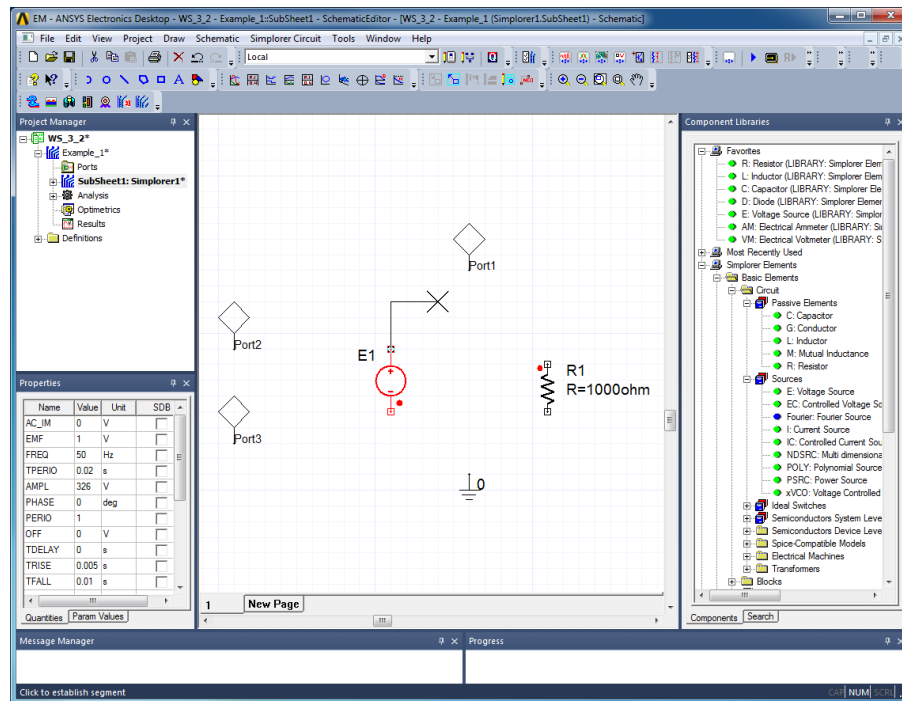 EM - ANSYS Electronics Desktop - WS_3_2 - Example_1::SubSheet1 - SchematicEditor - [WS_3_2 - Example_1 (Simplorer1.SubSheet1) - Schematic]
File Edit View Project Draw Schematic Simplorer Circuit Tools Window Help
Local
Project Manager
WS_3_2*
Example_1*
Ports
SubSheet1: Simplorer1*
Analysis
Optimetrics
Results
Definitions
Properties
Name Value Unit SDB
AC_IM 0 V
EMF 1 V
FREQ 50 Hz
TPERIO 0.02 s
AMPL 326 V
PHASE 0 deg
PERIO 1
OFF 0 V
TDELAY 0 s
TRISE 0.005 s
TFALL 0.01 s
Quantities Param Values
Port1
Port2
E1
R1
R=1000ohm
Port3
0
1 New Page
Component Libraries
Favorites
R: Resistor (LIBRARY: Simplorer Elem
L: Inductor (LIBRARY: Simplorer Elem
C: Capacitor (LIBRARY: Simplorer Ele
D: Diode (LIBRARY: Simplorer Elemer
E: Voltage Source (LIBRARY: Simplor
AM: Electrical Ammeter (LIBRARY: Si
VM: Electrical Voltmeter (LIBRARY: S
Most Recently Used
Simplorer Elements
Basic Elements
Circuit
Passive Elements
C: Capacitor
G: Conductor
L: Inductor
M: Mutual Inductance
R: Resistor
Sources
E: Voltage Source
EC: Controlled Voltage Sc
Fourier: Fourier Source
I: Current Source
IC: Controlled Current Sou
NDSRC: Multi dimensiona
POLY: Polynomial Source
PSRC: Power Source
xVCO: Voltage Controlled
Ideal Switches
Semiconductors System Leve
Semiconductors Device Leve
Spice-Compatible Models
Electrical Machines
Transformers
Blocks
Components Search
Message Manager
Progress
Click to establish segment
CAP NUM SCRL